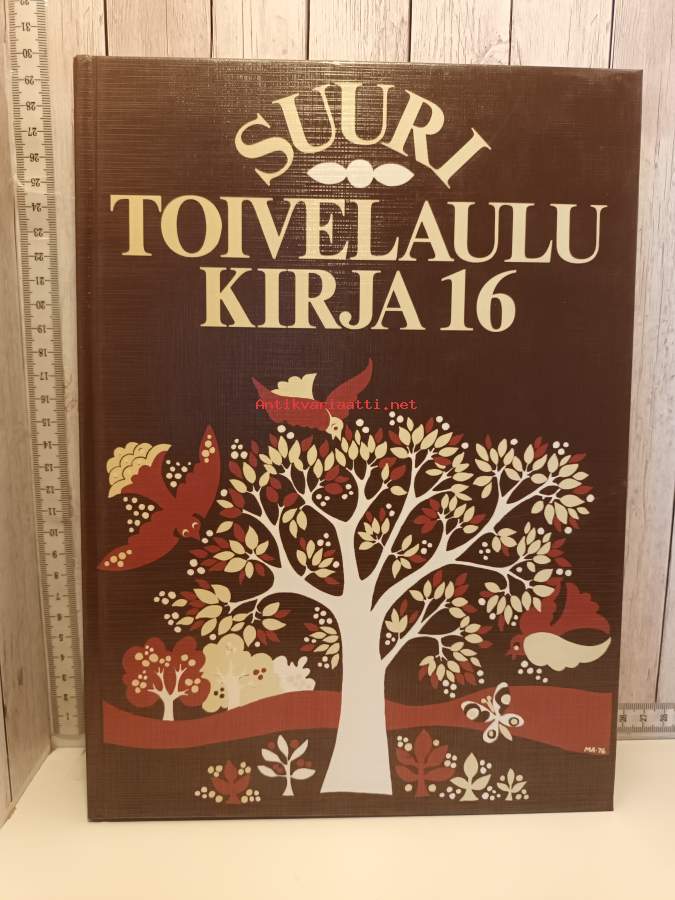 SUURI
TOIVELAULU
KIRJA 16
Antikvariaatti.net
MA-76